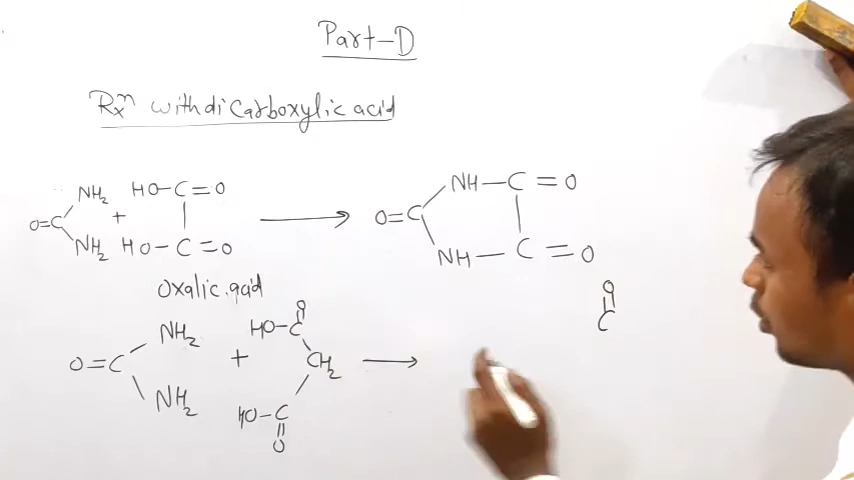 Part-D
Rxⁿ with dicarboxylic acid
NH₂ HO-C=O NH-C=O
O=C + → O=C
NH₂ HO-C=O NH-C=O
Oxalic acid
O
NH₂ HO-C O
O=C + CH₂ → C
NH₂ HO-C
O